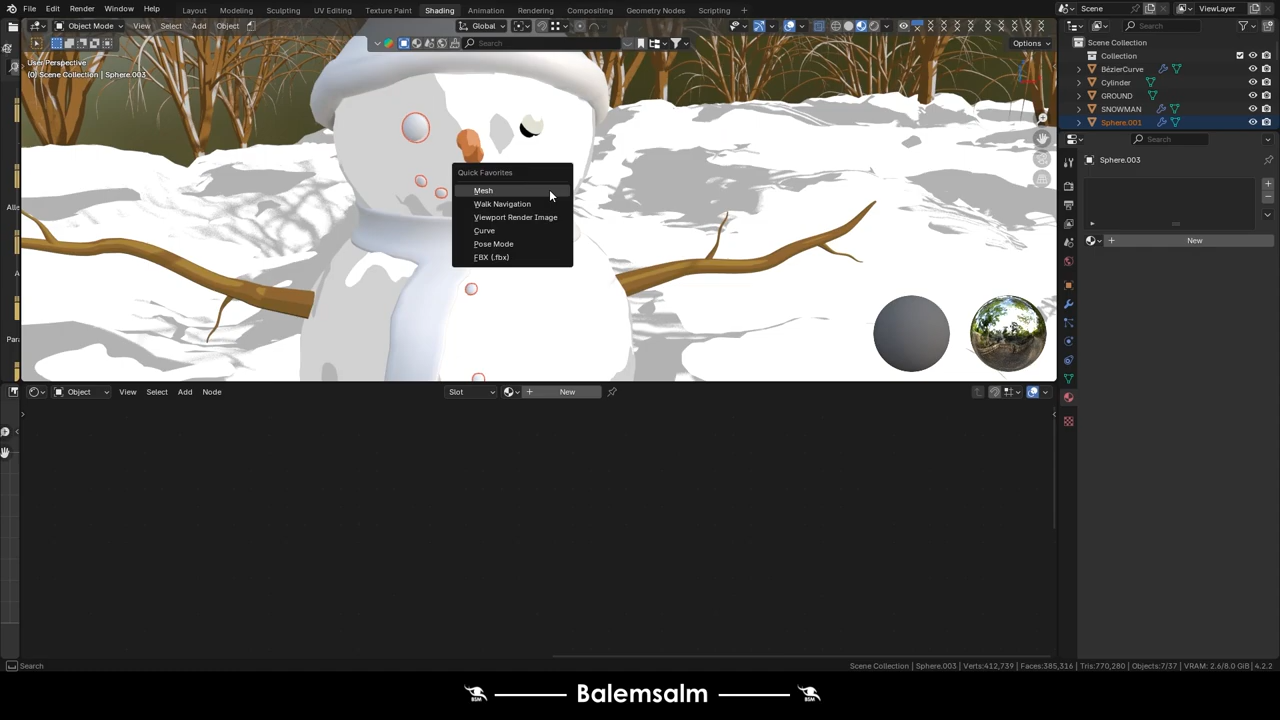 File Edit Render Window Help Layout Modeling Sculpting UV Editing Texture Paint Shading Animation Rendering Compositing Geometry Nodes Scripting + Scene ViewLayer
Object Mode View Select Add Object Global Search
Search Options
User Perspective
(0) Scene Collection | Sphere.003
Scene Collection
Collection
BézierCurve
Cylinder
GROUND
SNOWMAN
Sphere.001
Search
Sphere.003
New
Quick Favorites
Mesh
Walk Navigation
Viewport Render Image
Curve
Pose Mode
FBX (.fbx)
Object View Select Add Node Slot New
Search Scene Collection | Sphere.003 | Verts:412,739 | Faces:385,316 | Tris:770,280 | Objects:7/37 | VRAM: 2.6/8.0 GiB | 4.2.2
BSM Balemsalm BSM